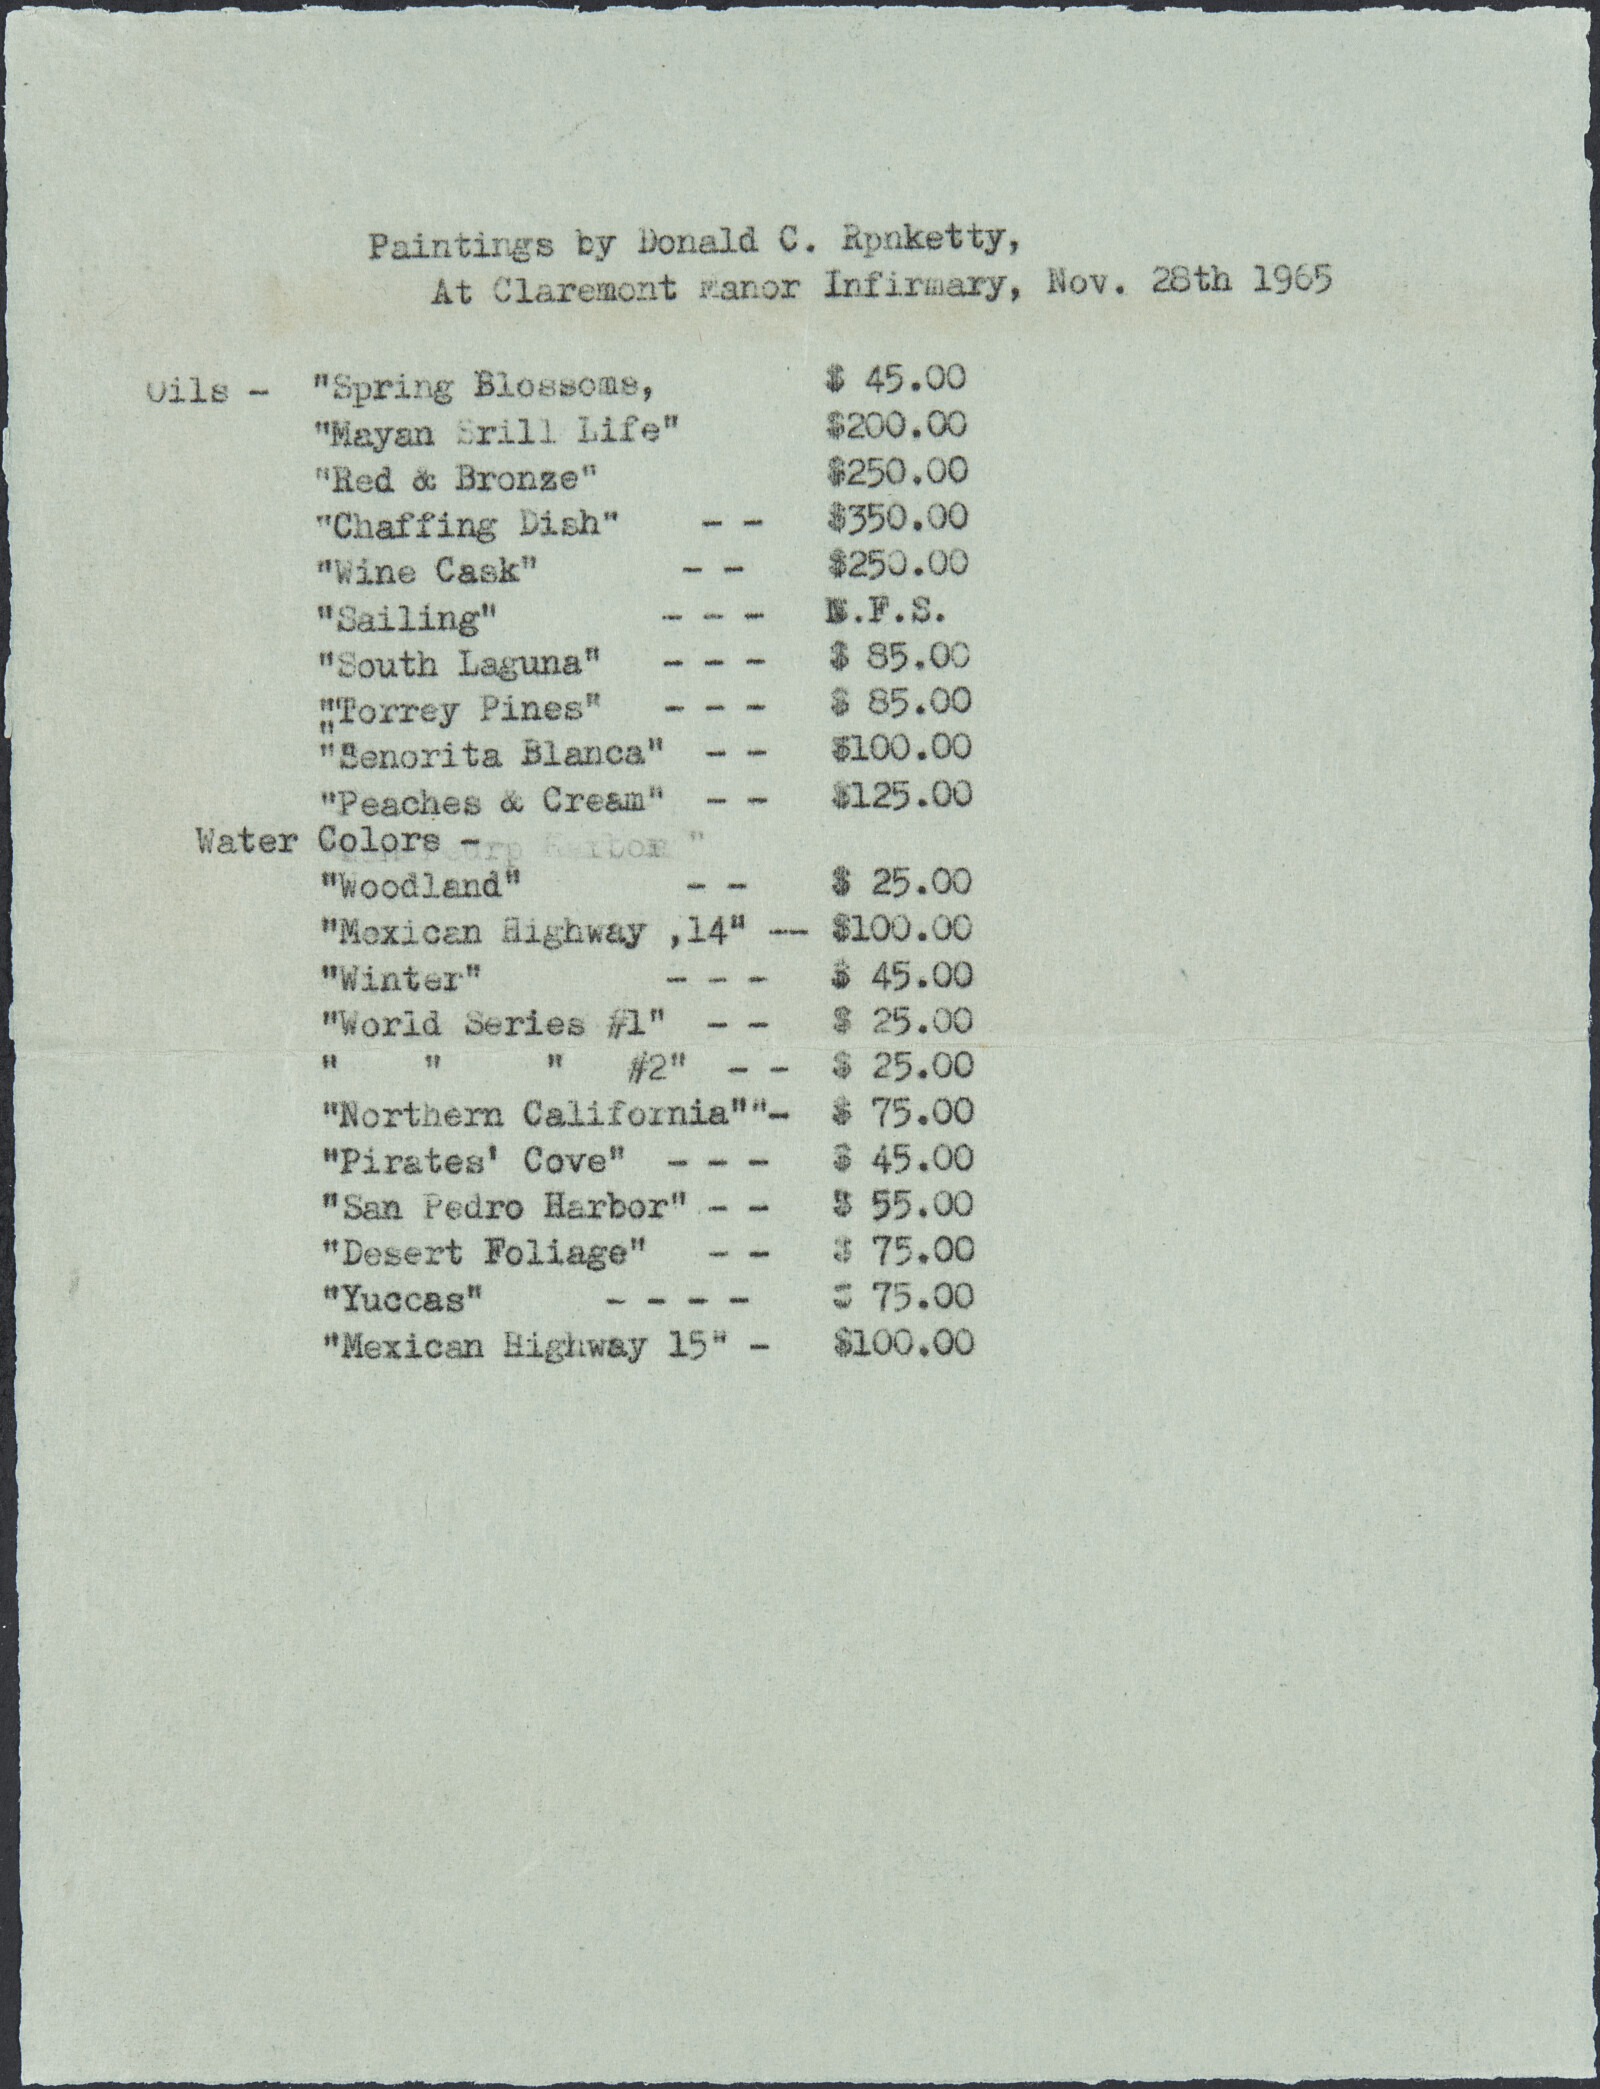 Paintings by Donald C. Rpnketty,
At Claremont Manor Infirmary, Nov. 28th 1965
Oils - "Spring Blossoms, $ 45.00
"Mayan Srill Life" $200.00
"Red & Bronze" $250.00
"Chaffing Dish" - - $350.00
"Wine Cask" - - $250.00
"Sailing" - - - N.F.S.
"South Laguna" - - - $ 85.00
"Torrey Pines" - - - $ 85.00
"Senorita Blanca" - - $100.00
"Peaches & Cream" - - $125.00
Water Colors -
"Woodland" - - $ 25.00
"Mexican Highway ,14" -- $100.00
"Winter" - - - $ 45.00
"World Series #1" - - $ 25.00
" " " #2" - - $ 25.00
"Northern California""- $ 75.00
"Pirates' Cove" - - - $ 45.00
"San Pedro Harbor" - - $ 55.00
"Desert Foliage" - - $ 75.00
"Yuccas" - - - - $ 75.00
"Mexican Highway 15" - $100.00